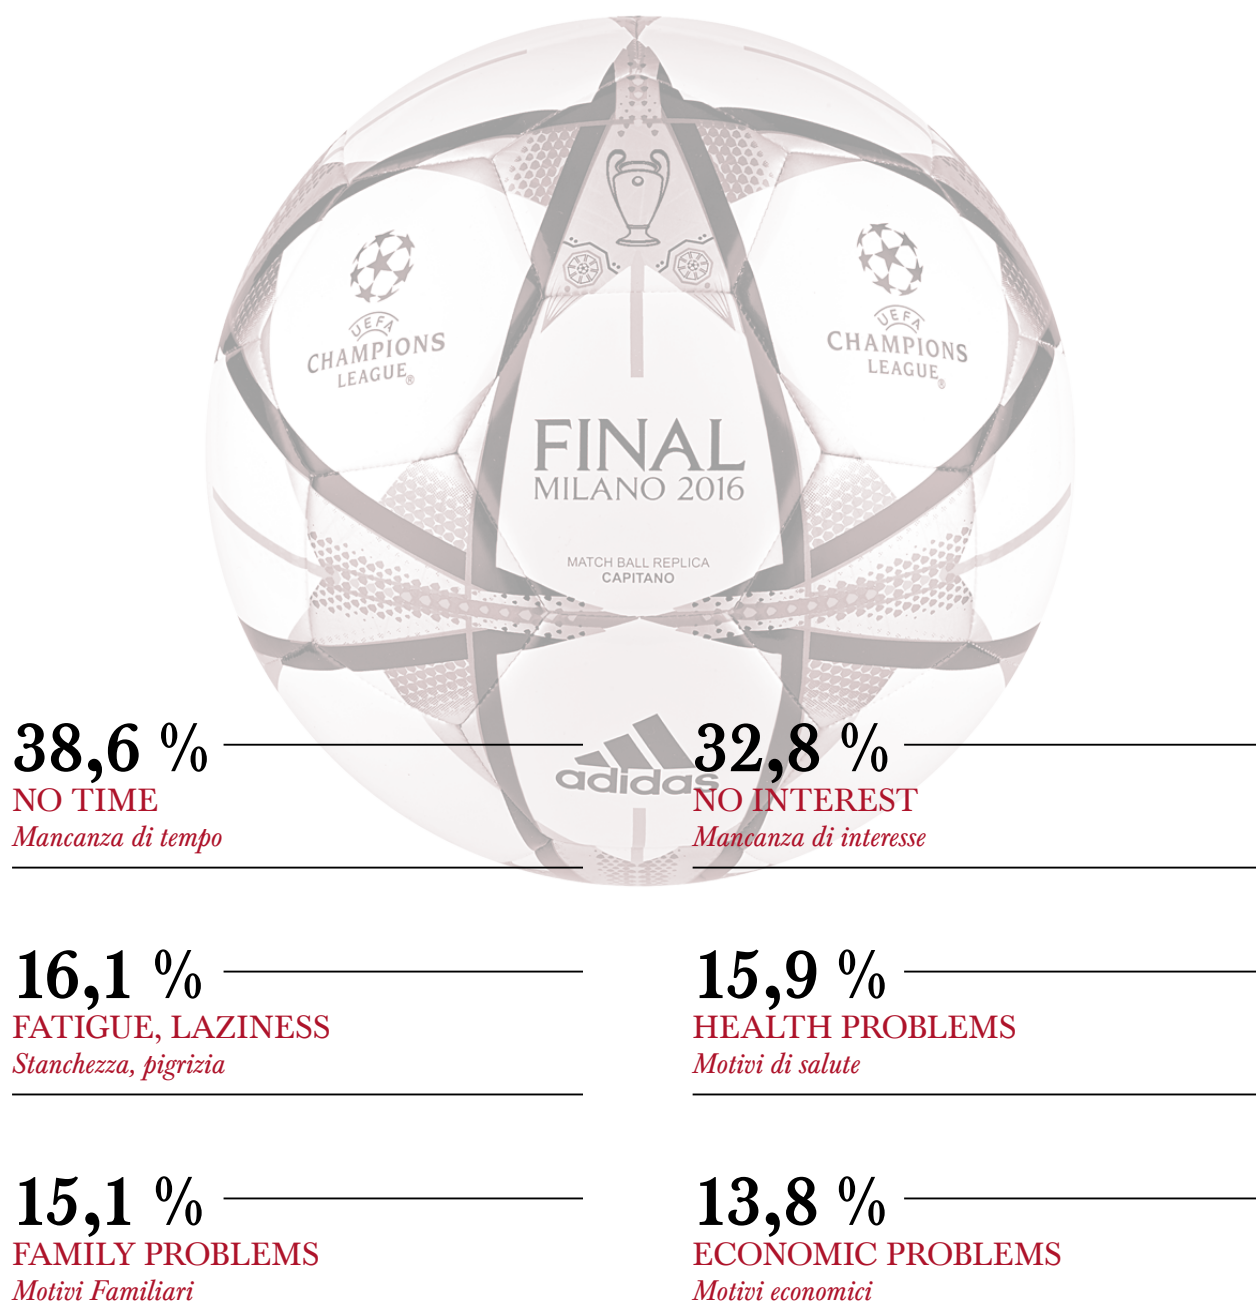 UEFA
CHAMPIONS
LEAGUE®
UEFA
CHAMPIONS
LEAGUE®
FINAL
MILANO 2016
MATCH BALL REPLICA
CAPITANO
adidas
38,6 %
NO TIME
Mancanza di tempo
32,8 %
NO INTEREST
Mancanza di interesse
16,1 %
FATIGUE, LAZINESS
Stanchezza, pigrizia
15,9 %
HEALTH PROBLEMS
Motivi di salute
15,1 %
FAMILY PROBLEMS
Motivi Familiari
13,8 %
ECONOMIC PROBLEMS
Motivi economici